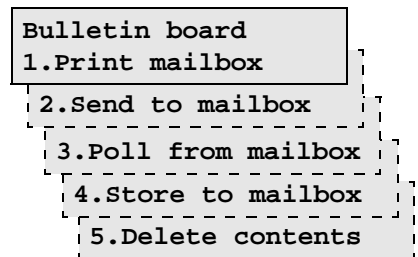 Bulletin board
1.Print mailbox
2.Send to mailbox
3.Poll from mailbox
4.Store to mailbox
5.Delete contents